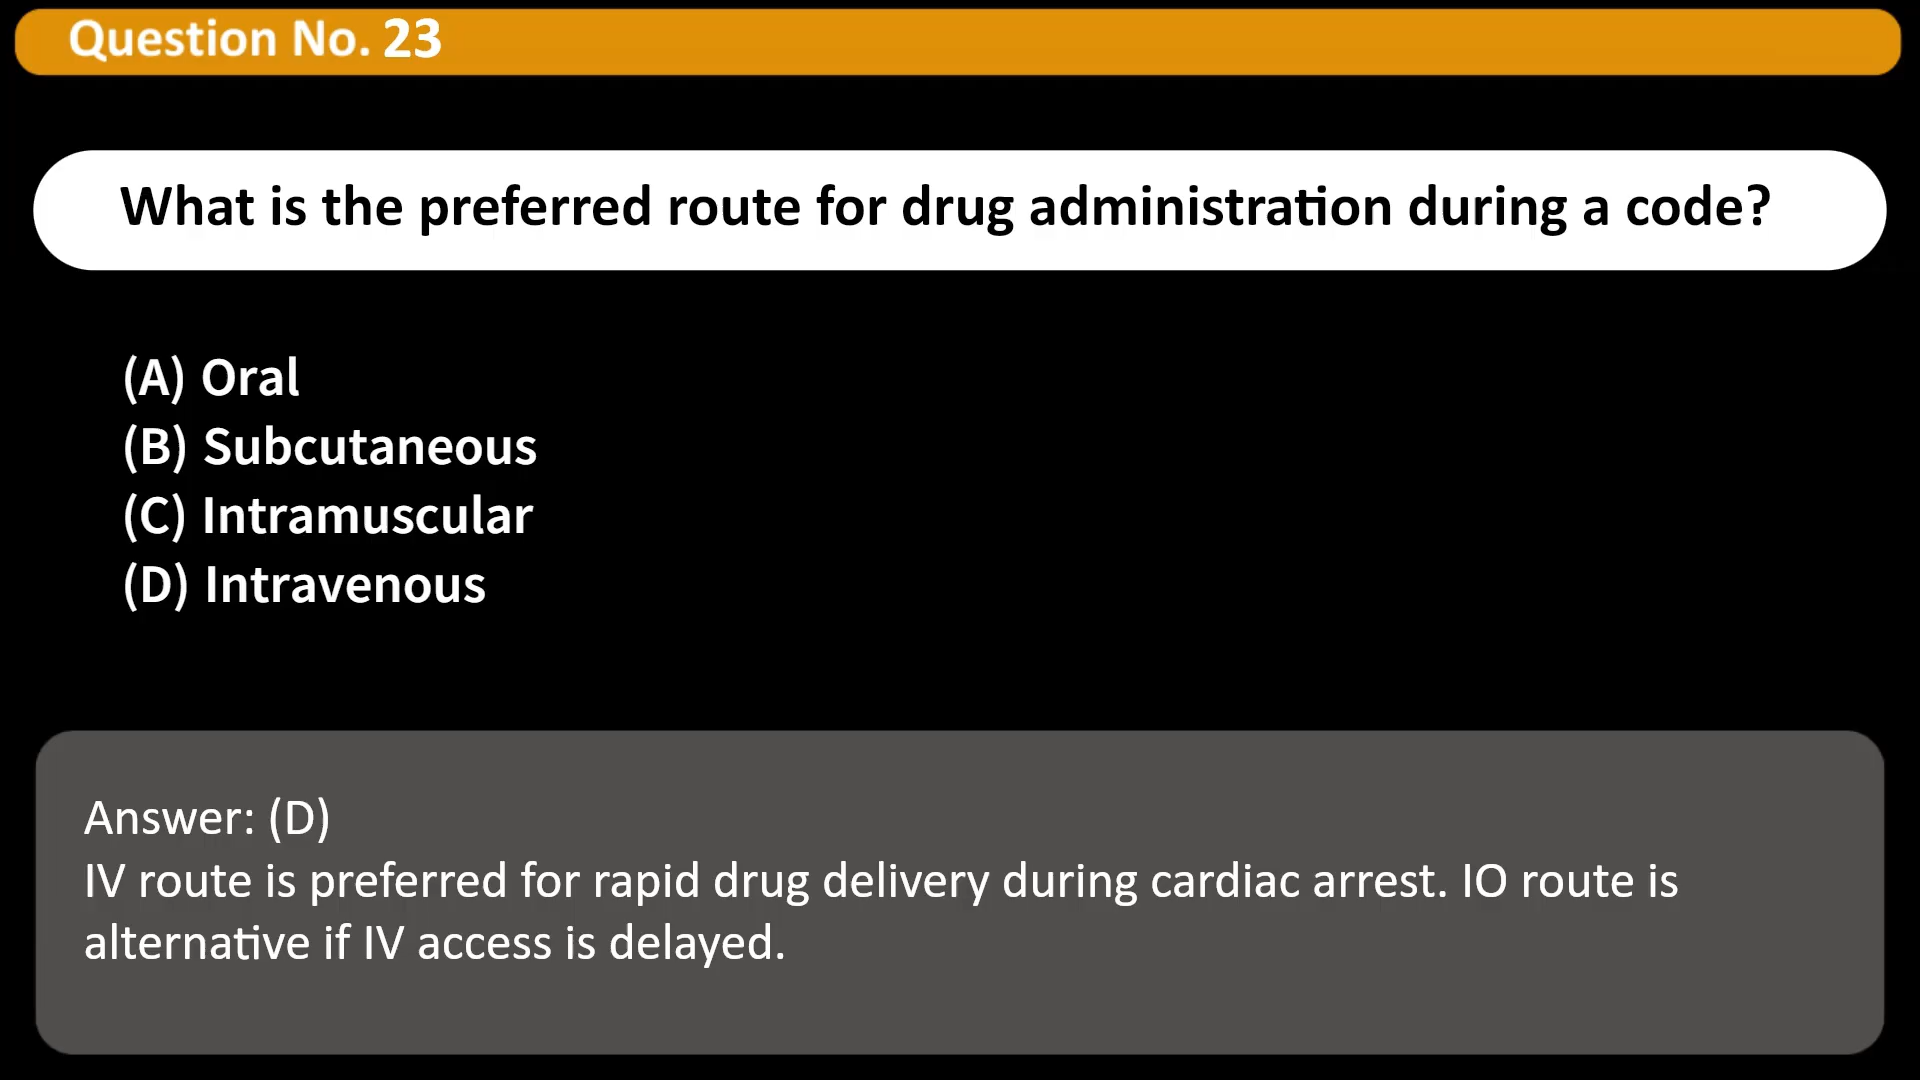 Question No. 23
What is the preferred route for drug administration during a code?
(A) Oral
(B) Subcutaneous
(C) Intramuscular
(D) Intravenous
Answer: (D)
IV route is preferred for rapid drug delivery during cardiac arrest. IO route is
alternative if IV access is delayed.